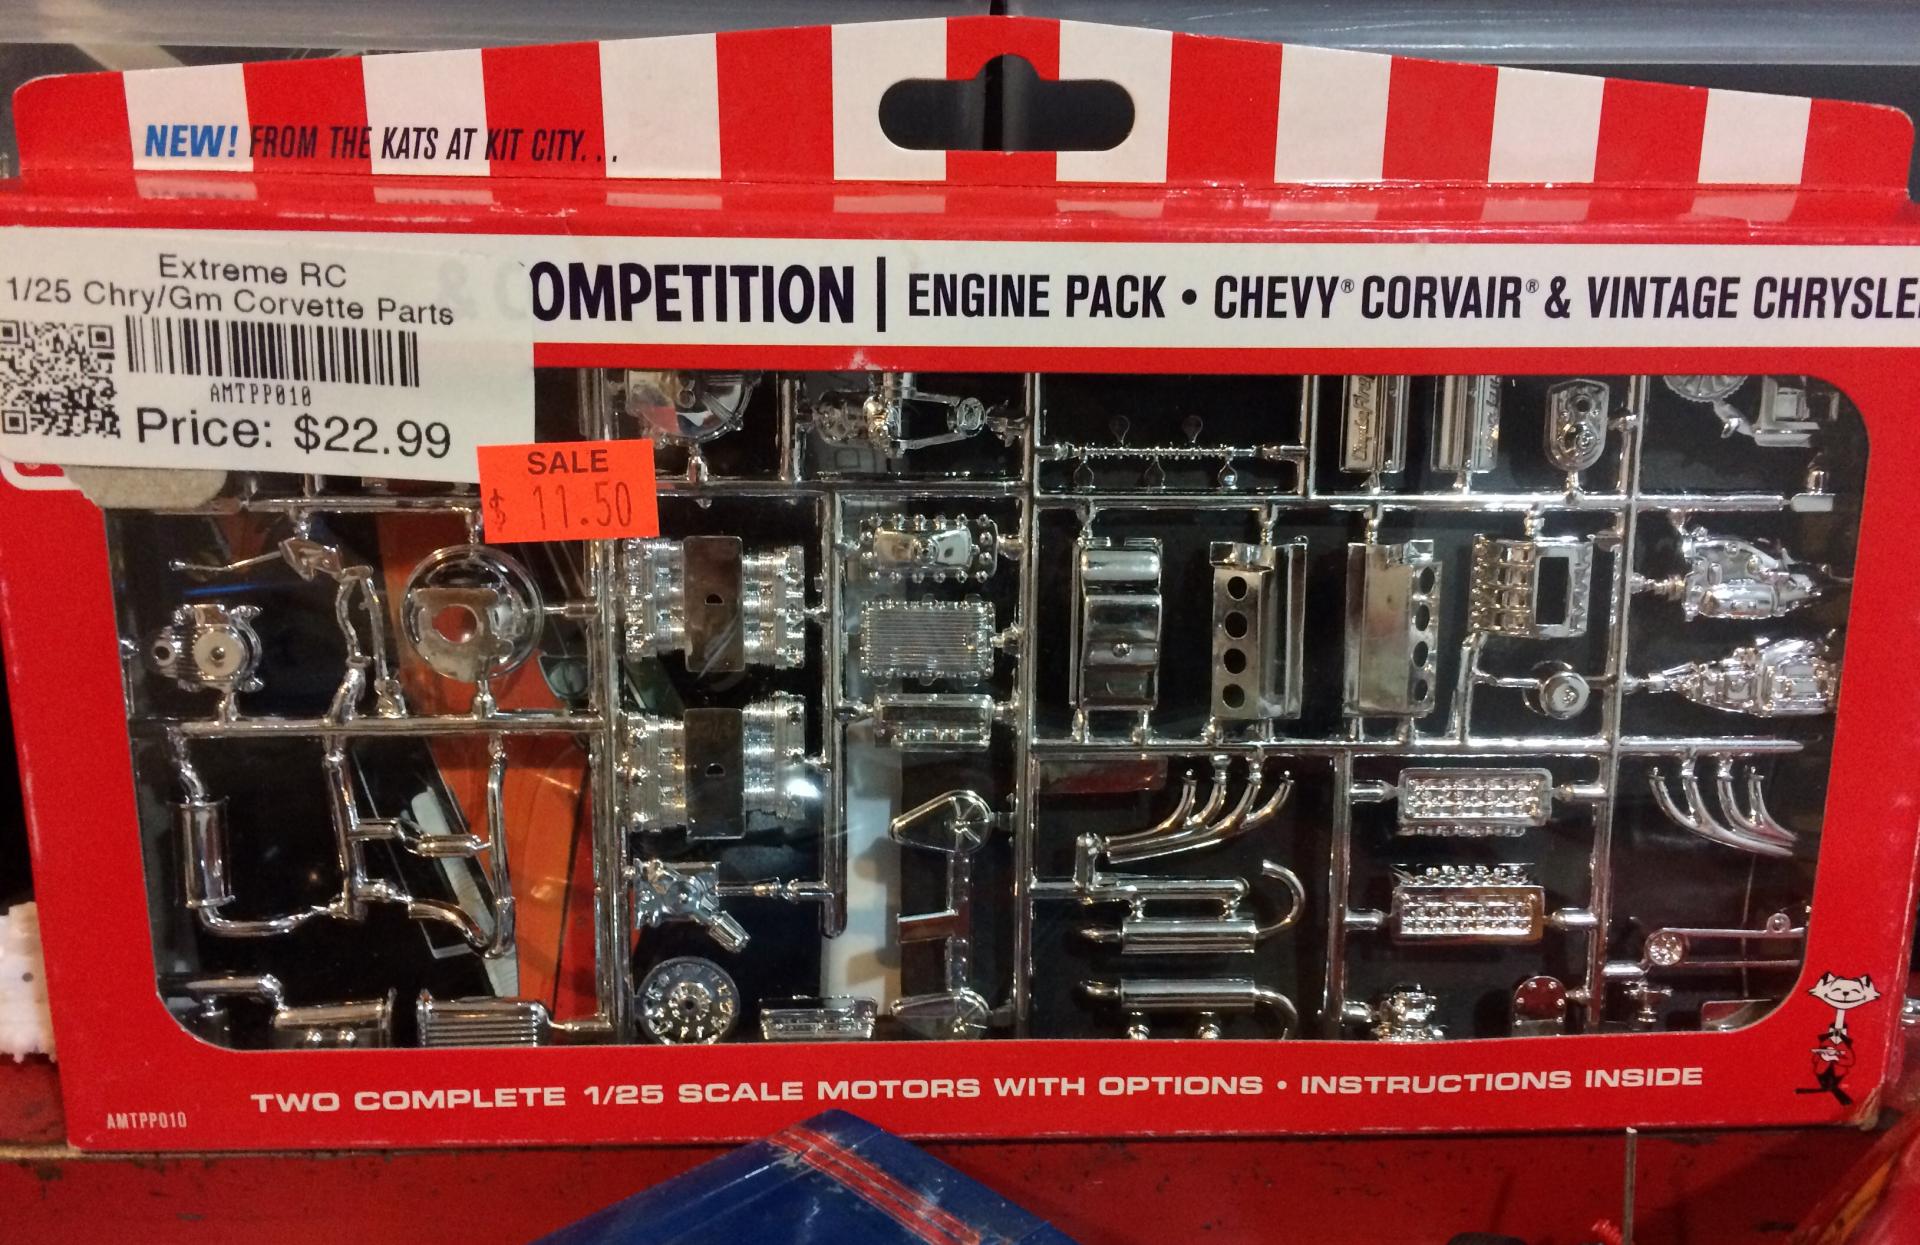 NEW! FROM THE KATS AT KIT CITY...
Extreme RC
1/25 Chry/Gm Corvette Parts
AMTPP010
Price: $22.99
SALE
$ 11.50
OMPETITION | ENGINE PACK • CHEVY® CORVAIR® & VINTAGE CHRYSLE
TWO COMPLETE 1/25 SCALE MOTORS WITH OPTIONS • INSTRUCTIONS INSIDE
AMTPP010